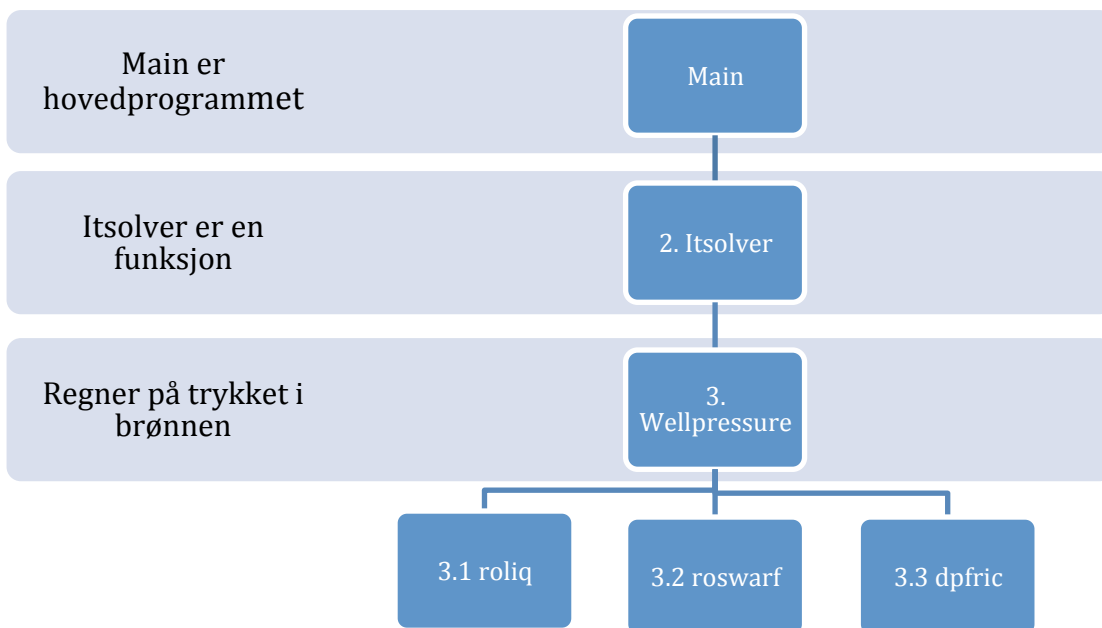 Main er
hovedprogrammet
Main
Itsolver er en
funksjon
2. Itsolver
Regner på trykket i
brønnen
3.
Wellpressure
3.1 roliq
3.2 roswarf
3.3 dpfric